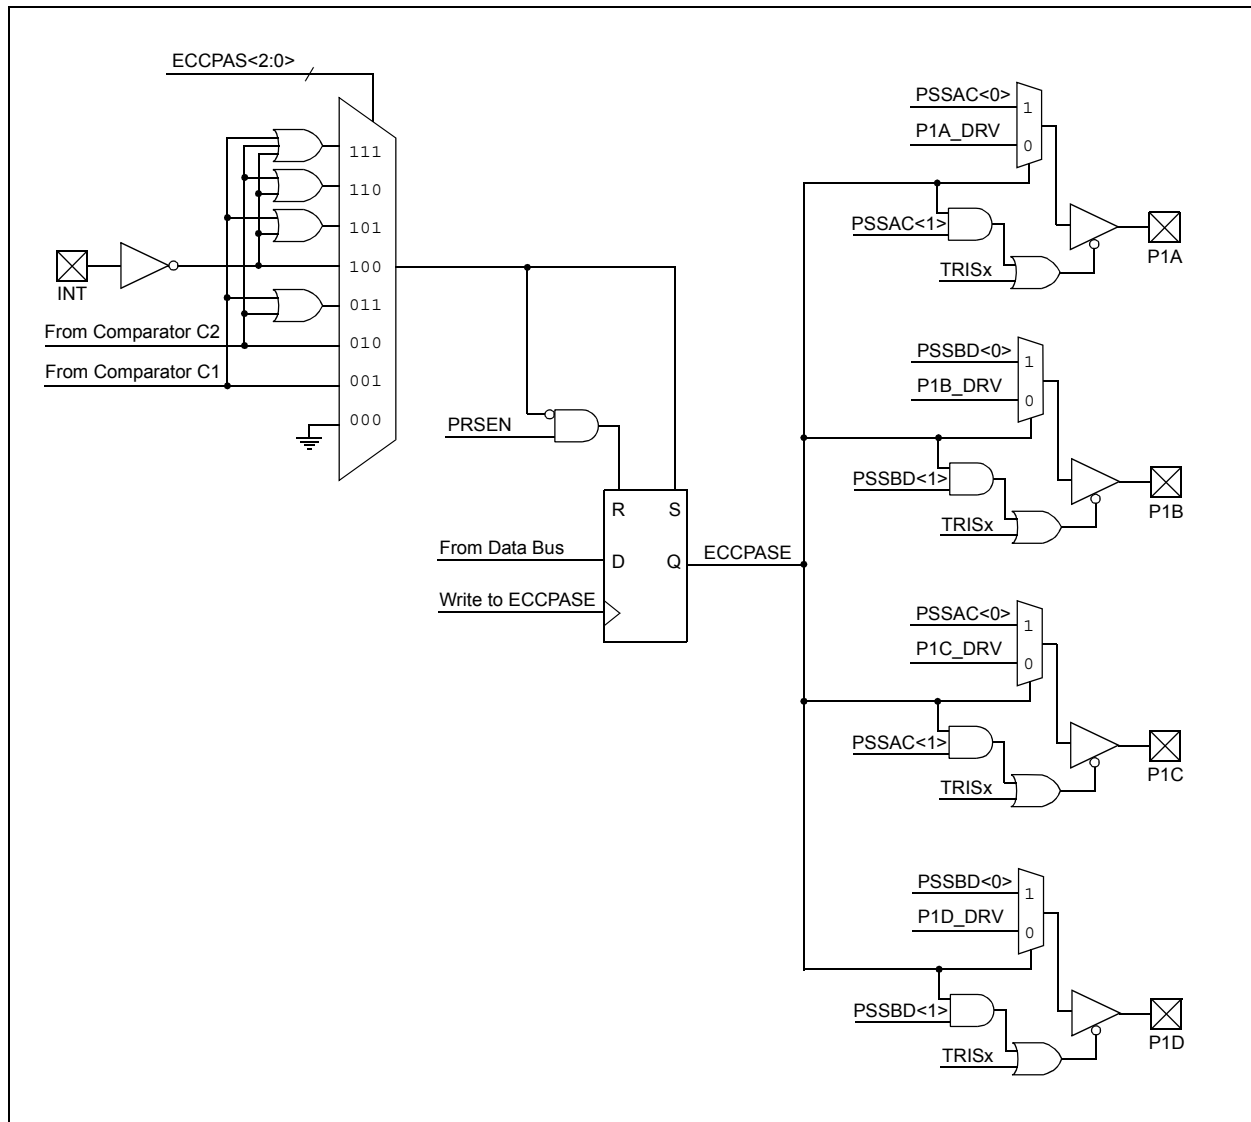 ECCPAS<2:0>
111
110
101
100
011
010
001
000
INT
From Comparator C2
From Comparator C1
PRSEN
R S
From Data Bus
D Q
ECCPASE
Write to ECCPASE
PSSAC<0>
1
P1A_DRV
0
PSSAC<1>
TRISx
P1A
PSSBD<0>
1
P1B_DRV
0
PSSBD<1>
TRISx
P1B
PSSAC<0>
1
P1C_DRV
0
PSSAC<1>
TRISx
P1C
PSSBD<0>
1
P1D_DRV
0
PSSBD<1>
TRISx
P1D